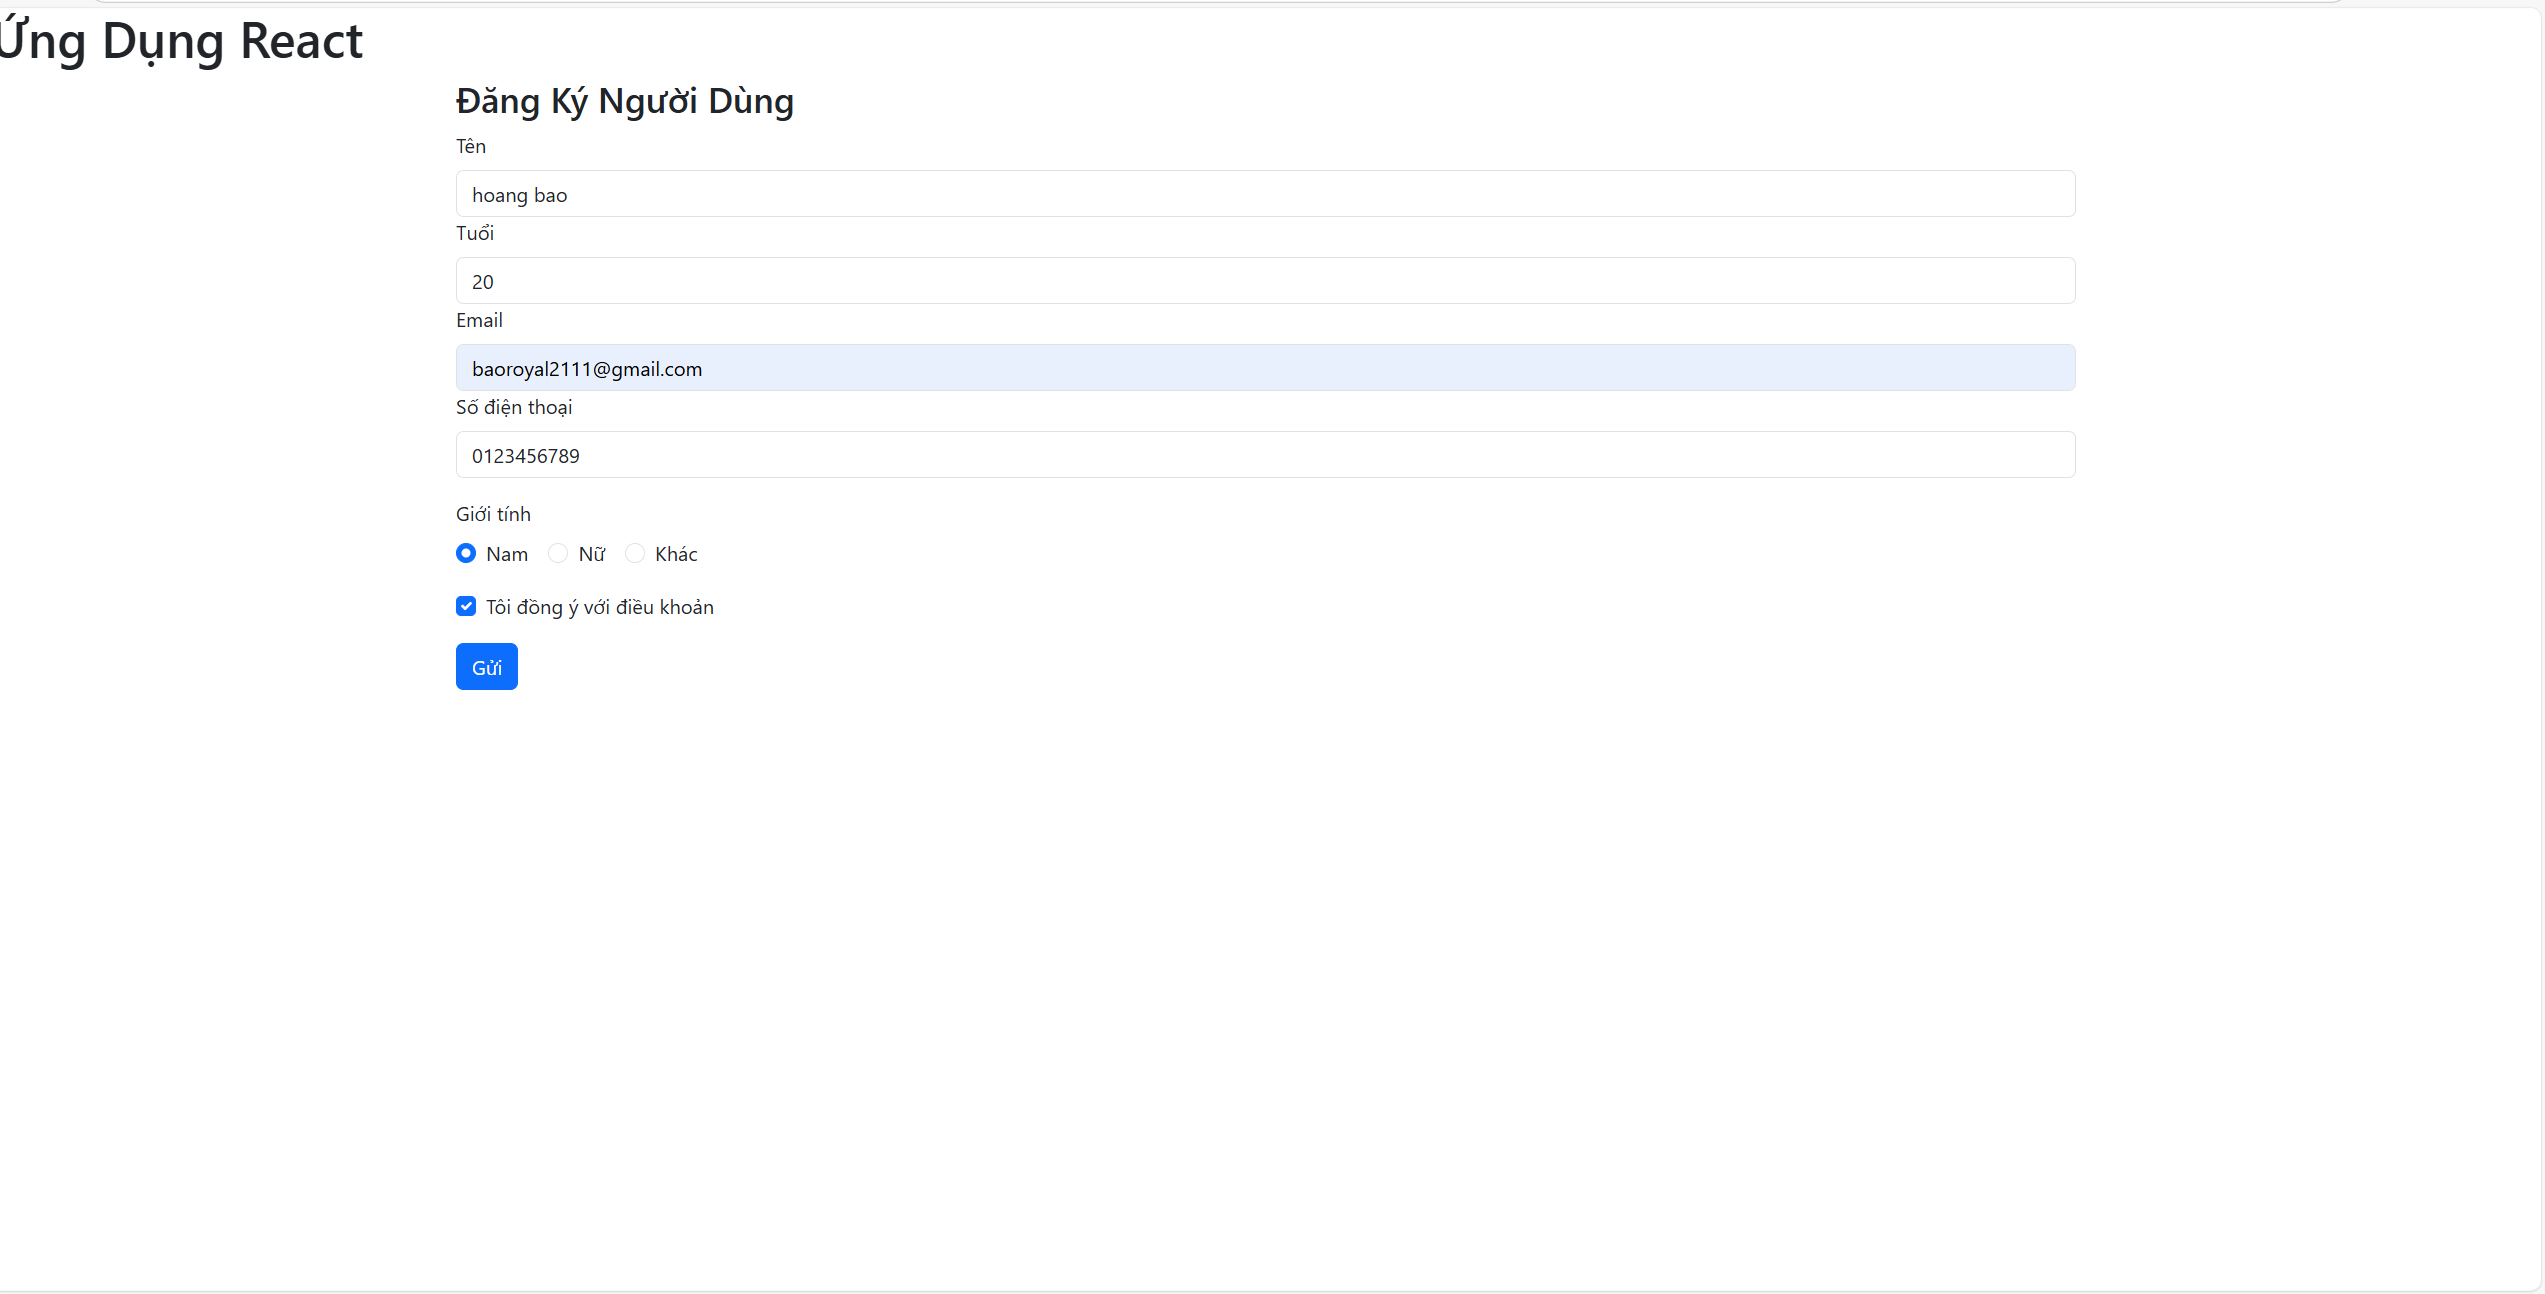 Ứng Dụng React
Đăng Ký Người Dùng
Tên
hoang bao
Tuổi
20
Email
baoroyal2111@gmail.com
Số điện thoại
0123456789
Giới tính
Nam Nữ Khác
Tôi đồng ý với điều khoản
Gửi